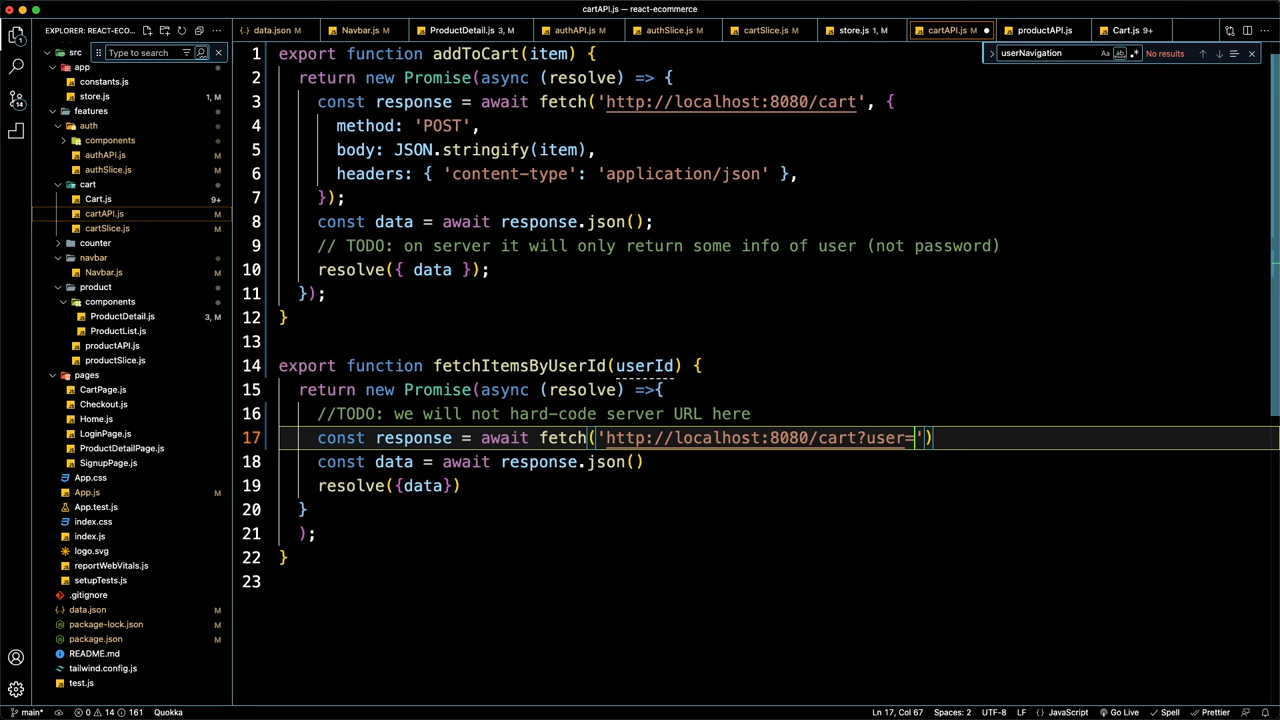 cartAPI.js — react-ecommerce
EXPLORER: REACT-ECO...
data.json M
Navbar.js M
ProductDetail.js 3, M
authAPI.js M
authSlice.js M
cartSlice.js M
store.js 1, M
cartAPI.js M
productAPI.js
Cart.js 9+
Type to search
userNavigation
Aa
ab
No results
src
app
constants.js
store.js 1, M
features
auth
components
authAPI.js M
authSlice.js M
cart
Cart.js 9+
cartAPI.js M
cartSlice.js M
counter
navbar
Navbar.js M
product
components
ProductDetail.js 3, M
ProductList.js
productAPI.js
productSlice.js
pages
CartPage.js
Checkout.js
Home.js
LoginPage.js
ProductDetailPage.js
SignupPage.js
App.css
App.js M
App.test.js
index.css
index.js
logo.svg
reportWebVitals.js
setupTests.js
.gitignore
data.json M
package-lock.json M
package.json M
README.md
tailwind.config.js
test.js
1 export function addToCart(item) {
2 return new Promise(async (resolve) => {
3 const response = await fetch('http://localhost:8080/cart', {
4 method: 'POST',
5 body: JSON.stringify(item),
6 headers: { 'content-type': 'application/json' },
7 });
8 const data = await response.json();
9 // TODO: on server it will only return some info of user (not password)
10 resolve({ data });
11 });
12 }
13
14 export function fetchItemsByUserId(userId) {
15 return new Promise(async (resolve) =>{
16 //TODO: we will not hard-code server URL here
17 const response = await fetch('http://localhost:8080/cart?user=')
18 const data = await response.json()
19 resolve({data})
20 }
21 );
22 }
23
main* 0 14 161 Quokka
Ln 17, Col 67 Spaces: 2 UTF-8 LF {} JavaScript Go Live Spell Prettier